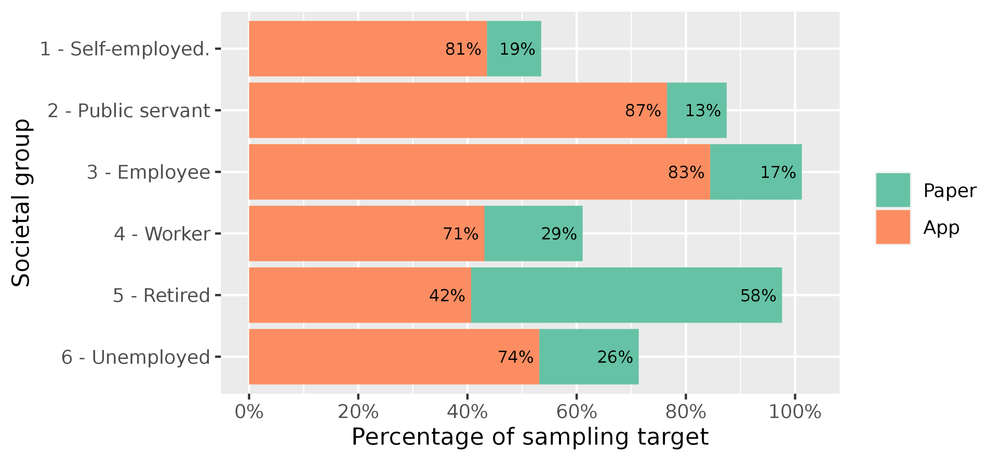 Societal group
1 - Self-employed.
81% 19%
2 - Public servant
87% 13%
3 - Employee
83% 17%
4 - Worker
71% 29%
5 - Retired
42% 58%
6 - Unemployed
74% 26%
0% 20% 40% 60% 80% 100%
Percentage of sampling target
Paper
App